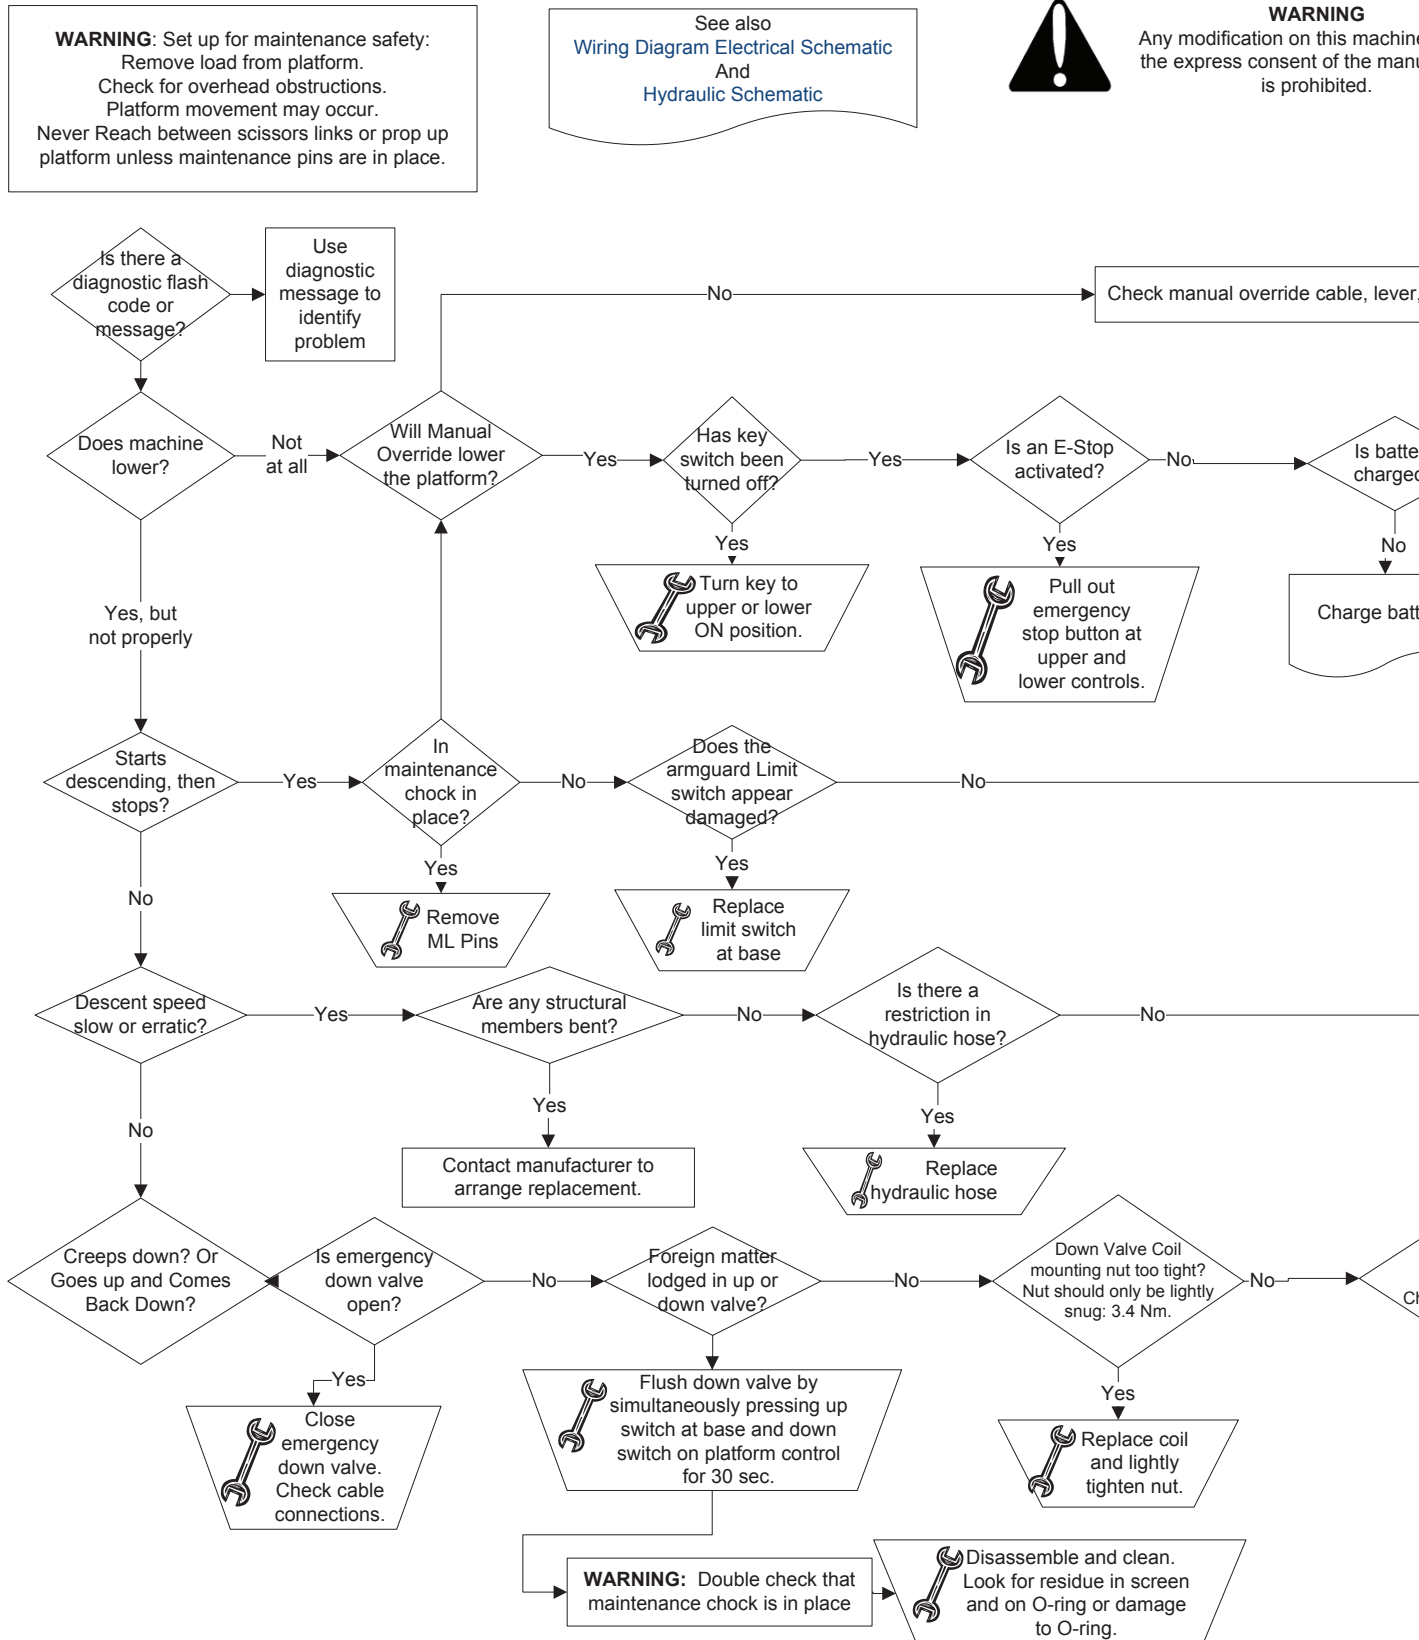 WARNING: Set up for maintenance safety:
Remove load from platform.
Check for overhead obstructions.
Platform movement may occur.
Never Reach between scissors links or prop up
platform unless maintenance pins are in place.
See also
Wiring Diagram Electrical Schematic
And
Hydraulic Schematic
WARNING
Any modification on this machine
the express consent of the
is prohibited.
Is there a
diagnostic flash
code or
message?
Use
diagnostic
message to
identify
problem
No
Check manual override cable, lever,
Does machine
lower?
Not
at all
Will Manual
Override lower
the platform?
Yes
Has key
switch been
turned off?
Yes
Is an E-Stop
activated?
No
Is
charged
Yes
Turn key to
upper or lower
ON position.
Yes
Pull out
emergency
stop button at
upper and
lower controls.
No
Charge
Yes, but
not properly
Starts
descending, then
stops?
Yes
In
maintenance
chock in
place?
No
Does the
armguard Limit
switch appear
damaged?
No
Yes
Remove
ML Pins
Yes
Replace
limit switch
at base
No
Descent speed
slow or erratic?
Yes
Are any structural
members bent?
No
Is there a
restriction in
hydraulic hose?
No
Yes
Contact manufacturer to
arrange replacement.
Yes
Replace
hydraulic hose
No
Creeps down? Or
Goes up and Comes
Back Down?
Is emergency
down valve
open?
No
Foreign matter
lodged in up or
down valve?
No
Down Valve Coil
mounting nut too tight?
Nut should only be lightly
snug: 3.4 Nm.
No
Yes
Close
emergency
down valve.
Check cable
connections.
Flush down valve by
simultaneously pressing up
switch at base and down
switch on platform control
for 30 sec.
Yes
Replace coil
and lightly
tighten nut.
WARNING: Double check that
maintenance chock is in place
Disassemble and clean.
Look for residue in screen
and on O-ring or damage
to O-ring.